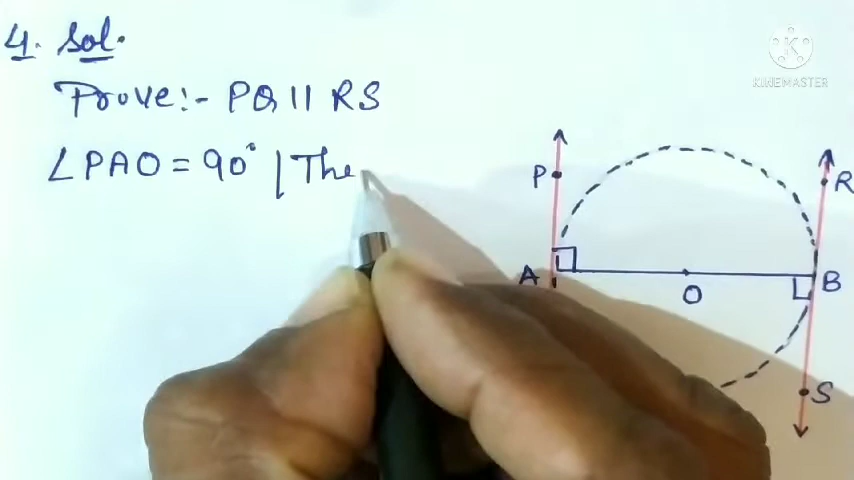 4. Sol.
Prove:- PQ || RS
∠PAO = 90° | The
K
KINEMASTER
P
R
A
O
B
S